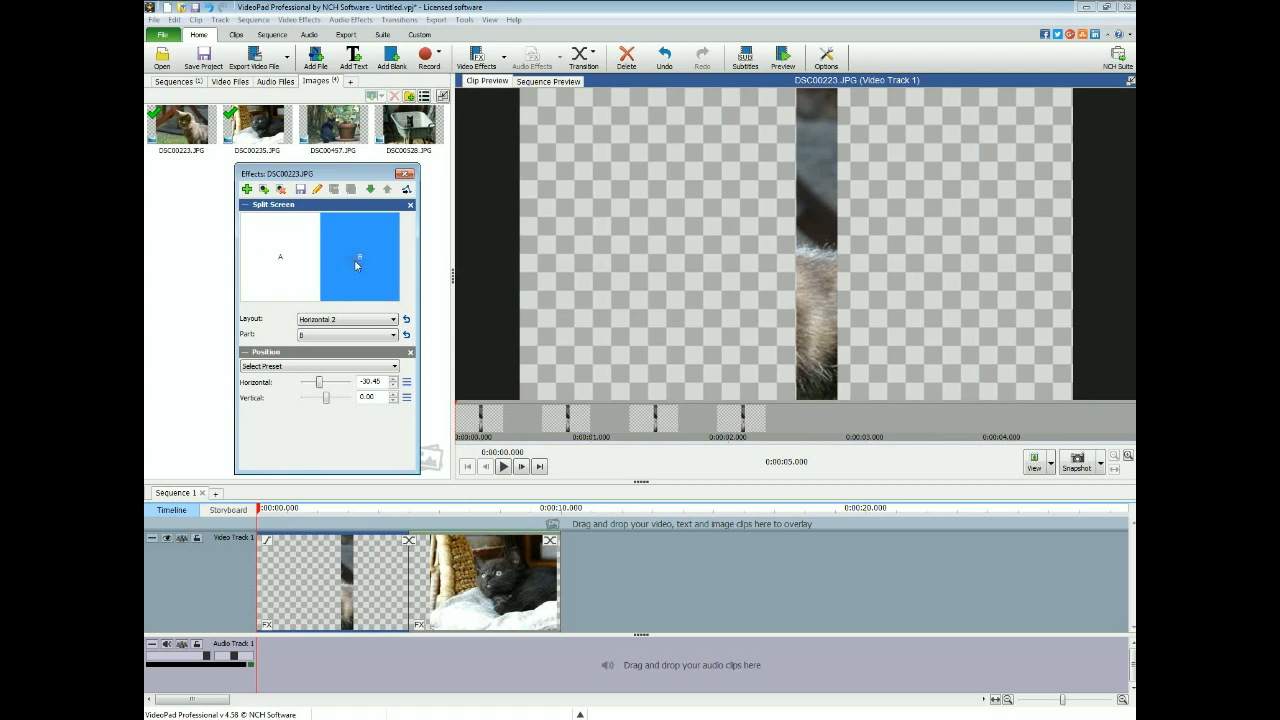 VideoPad Professional by NCH Software - Untitled.vpj* - Licensed software
File Edit Clip Track Sequence Video Effects Audio Effects Transitions Export Tools View Help
File Home Clips Sequence Audio Export Suite Custom
Open Save Project Export Video File Add File Add Text Add Blank Record Video Effects Audio Effects Transition Delete Undo Redo Subtitles Preview Options NCH Suite
Sequences (1) Video Files Audio Files Images (4) +
Clip Preview Sequence Preview DSC00223.JPG (Video Track 1)
DSC00223.JPG DSC00235.JPG DSC00457.JPG DSC00528.JPG
Effects: DSC00223.JPG
Split Screen
A B
Layout: Horizontal 2
Part: B
Position
Select Preset
Horizontal: -30.45
Vertical: 0.00
0:00:00.000 0:00:01.000 0:00:02.000 0:00:03.000 0:00:04.000
0:00:00.000
0:00:05.000
View Snapshot
Sequence 1 +
Timeline Storyboard
0:00:00.000 0:00:10.000 0:00:20.000
Drag and drop your video, text and image clips here to overlay
Video Track 1
FX FX
Audio Track 1
Drag and drop your audio clips here
VideoPad Professional v 4.58 © NCH Software